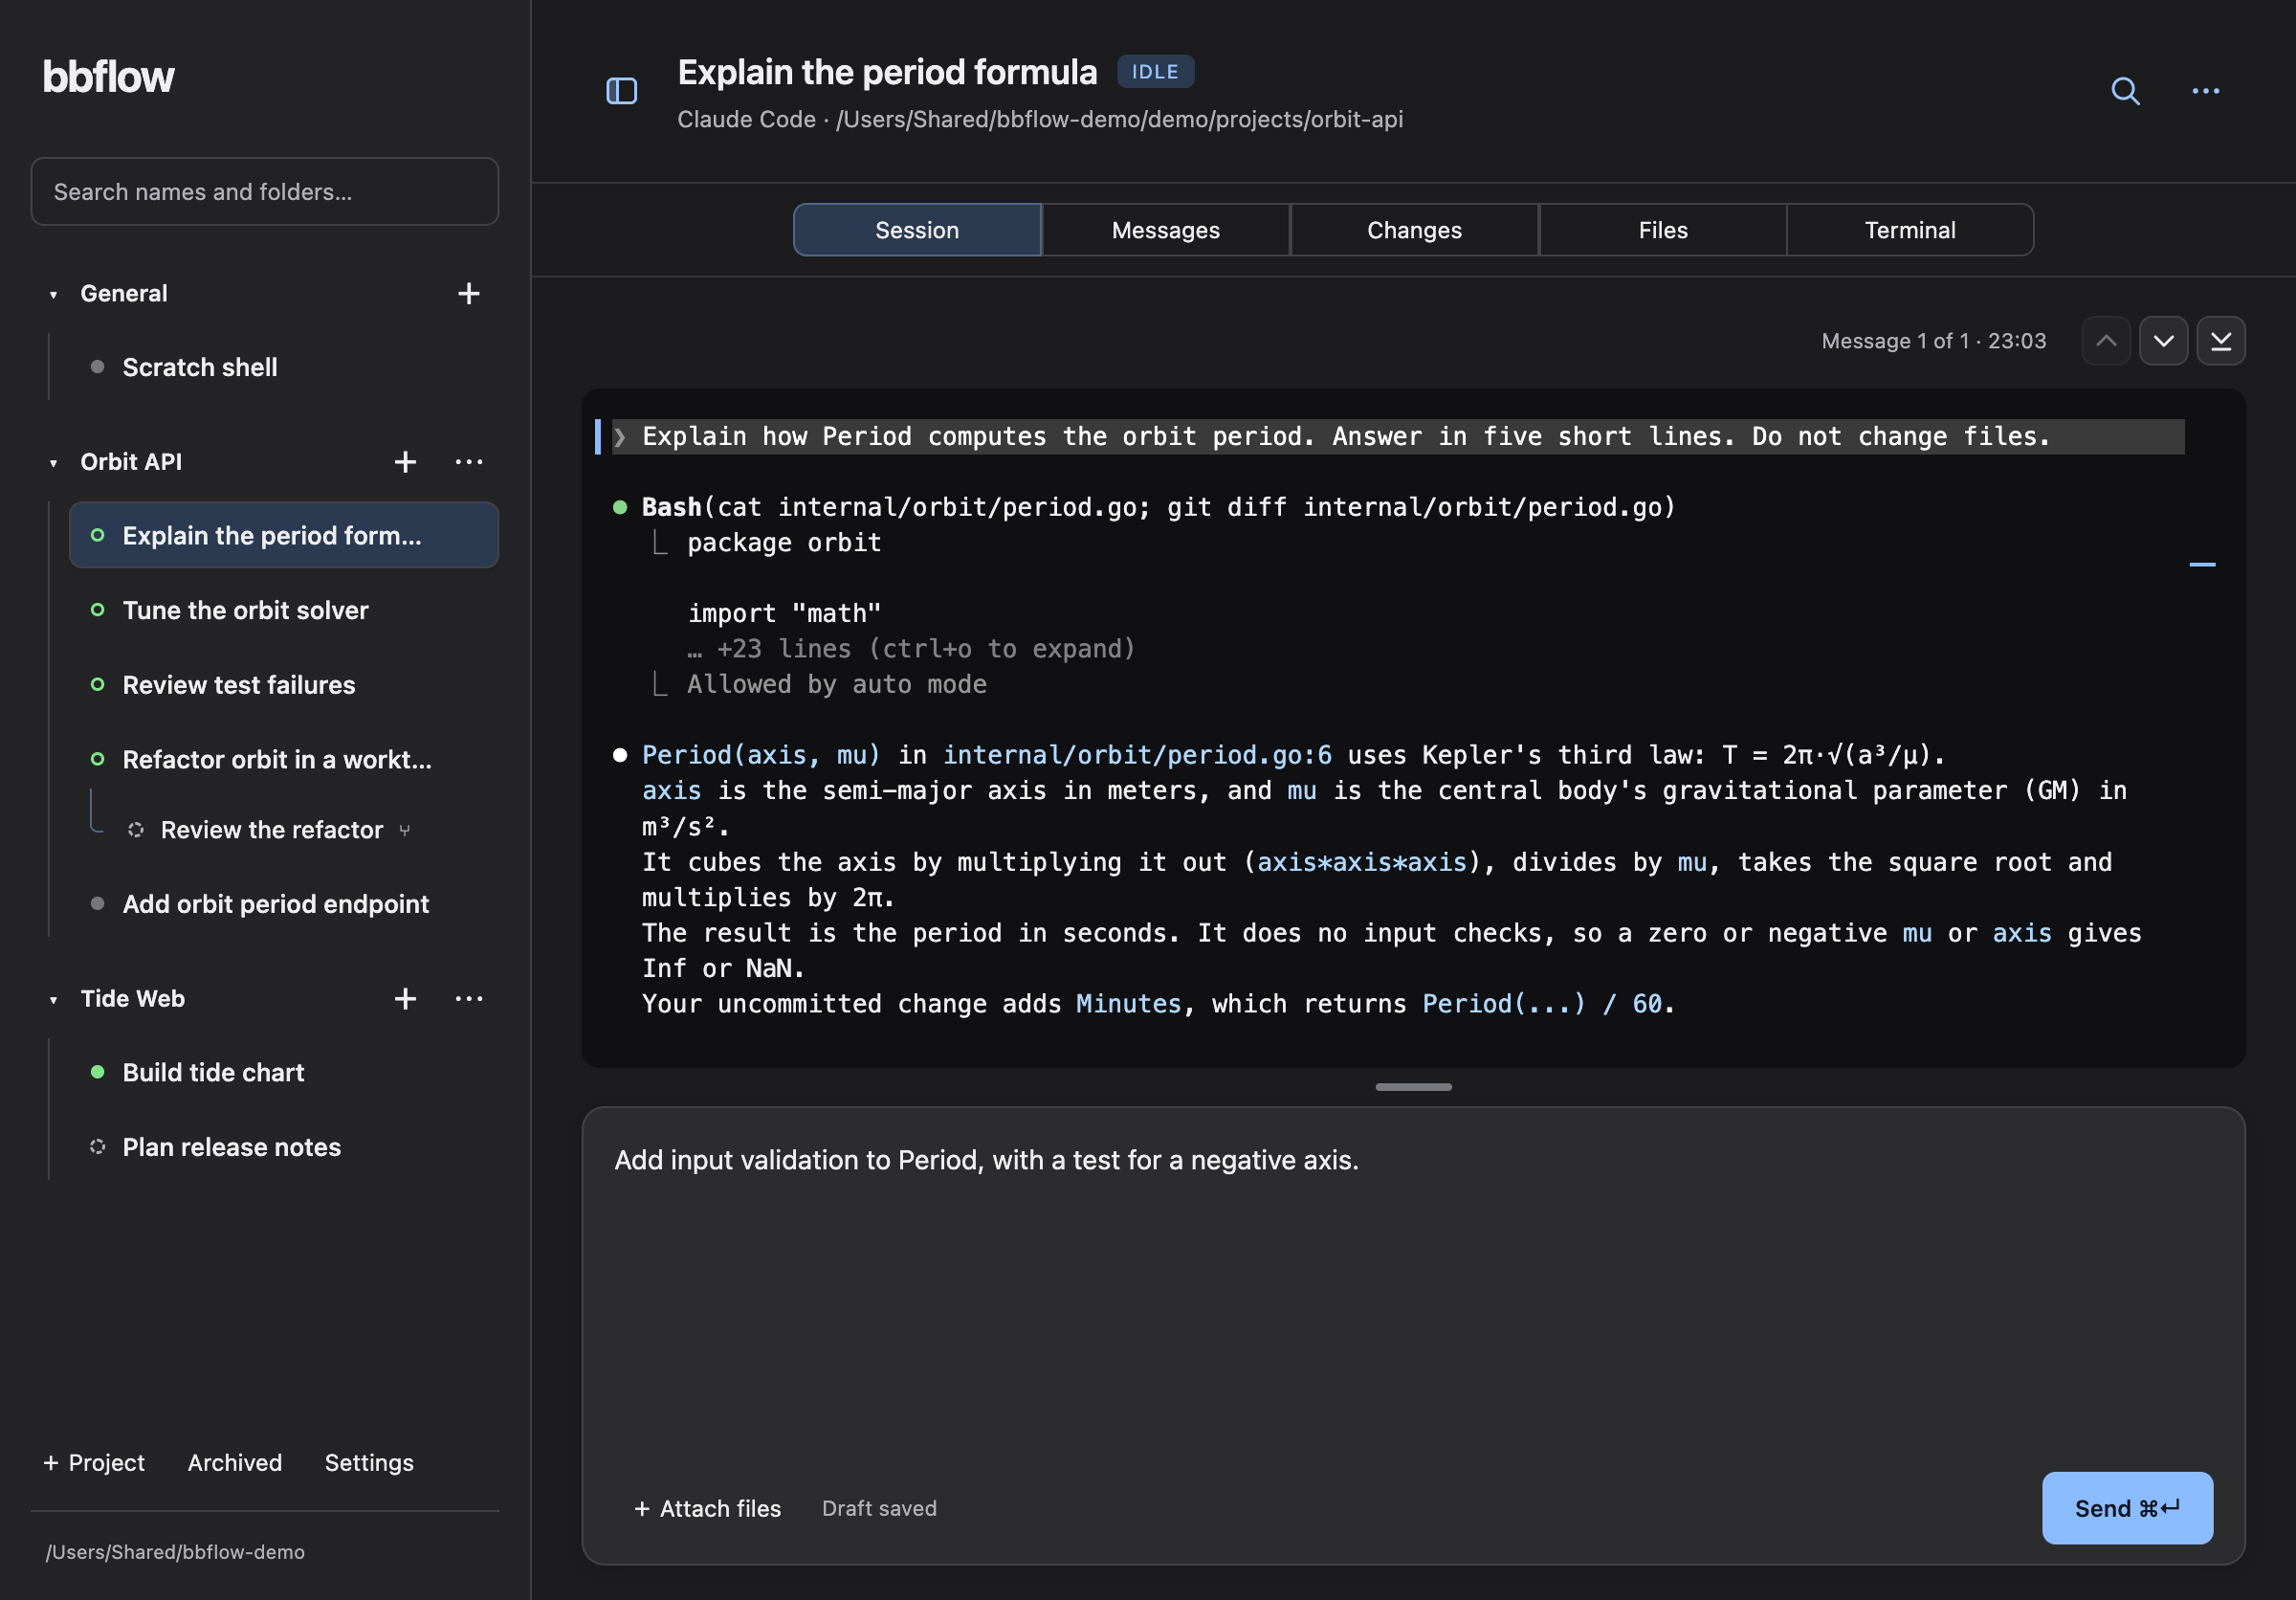 bbflow
Search names and folders...
General
Scratch shell
Orbit API
Explain the period form...
Tune the orbit solver
Review test failures
Refactor orbit in a workt...
Review the refactor
Add orbit period endpoint
Tide Web
Build tide chart
Plan release notes
+ Project Archived Settings
/Users/Shared/bbflow-demo
Explain the period formula IDLE
Claude Code · /Users/Shared/bbflow-demo/demo/projects/orbit-api
Session Messages Changes Files Terminal
Message 1 of 1 · 23:03
❯ Explain how Period computes the orbit period. Answer in five short lines. Do not change files.
Bash(cat internal/orbit/period.go; git diff internal/orbit/period.go)
package orbit
import "math"
… +23 lines (ctrl+o to expand)
Allowed by auto mode
Period(axis, mu) in internal/orbit/period.go:6 uses Kepler's third law: T = 2π·√(a³/μ).
axis is the semi-major axis in meters, and mu is the central body's gravitational parameter (GM) in
m³/s².
It cubes the axis by multiplying it out (axis*axis*axis), divides by mu, takes the square root and
multiplies by 2π.
The result is the period in seconds. It does no input checks, so a zero or negative mu or axis gives
Inf or NaN.
Your uncommitted change adds Minutes, which returns Period(...) / 60.
Add input validation to Period, with a test for a negative axis.
+ Attach files Draft saved
Send ⌘↵